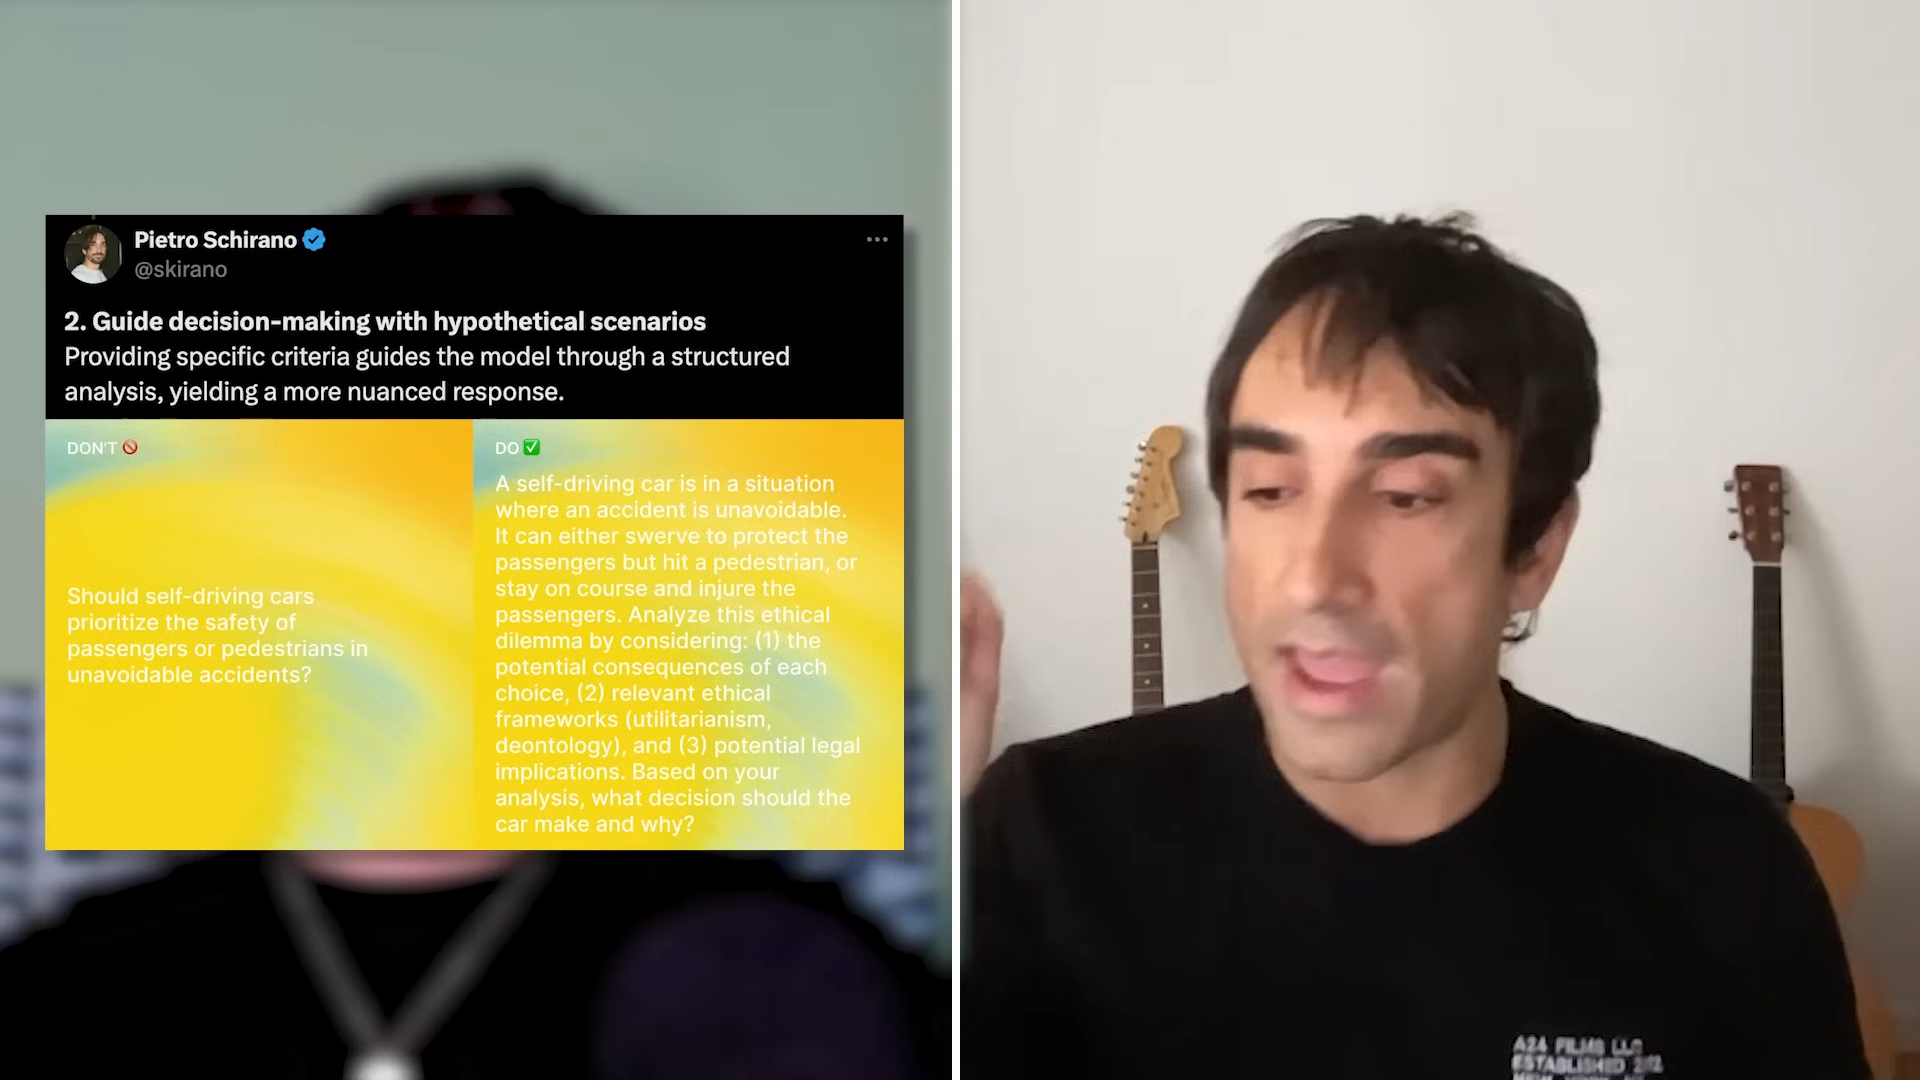 Pietro Schirano
@skirano
2. Guide decision-making with hypothetical scenarios
Providing specific criteria guides the model through a structured
analysis, yielding a more nuanced response.
DON'T 🚫
Should self-driving cars
prioritize the safety of
passengers or pedestrians in
unavoidable accidents?
DO ✅
A self-driving car is in a situation
where an accident is unavoidable.
It can either swerve to protect the
passengers but hit a pedestrian, or
stay on course and injure the
passengers. Analyze this ethical
dilemma by considering: (1) the
potential consequences of each
choice, (2) relevant ethical
frameworks (utilitarianism,
deontology), and (3) potential legal
implications. Based on your
analysis, what decision should the
car make and why?
A24 FILMS LLC
ESTABLISHED